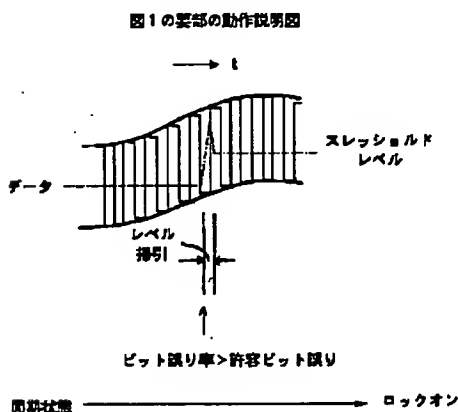 図1の要部の動作説明図
t
スレッショルド
レベル
データ
レベル
掃引
ビット誤り率>許容ビット誤り
同期状態
ロックオン